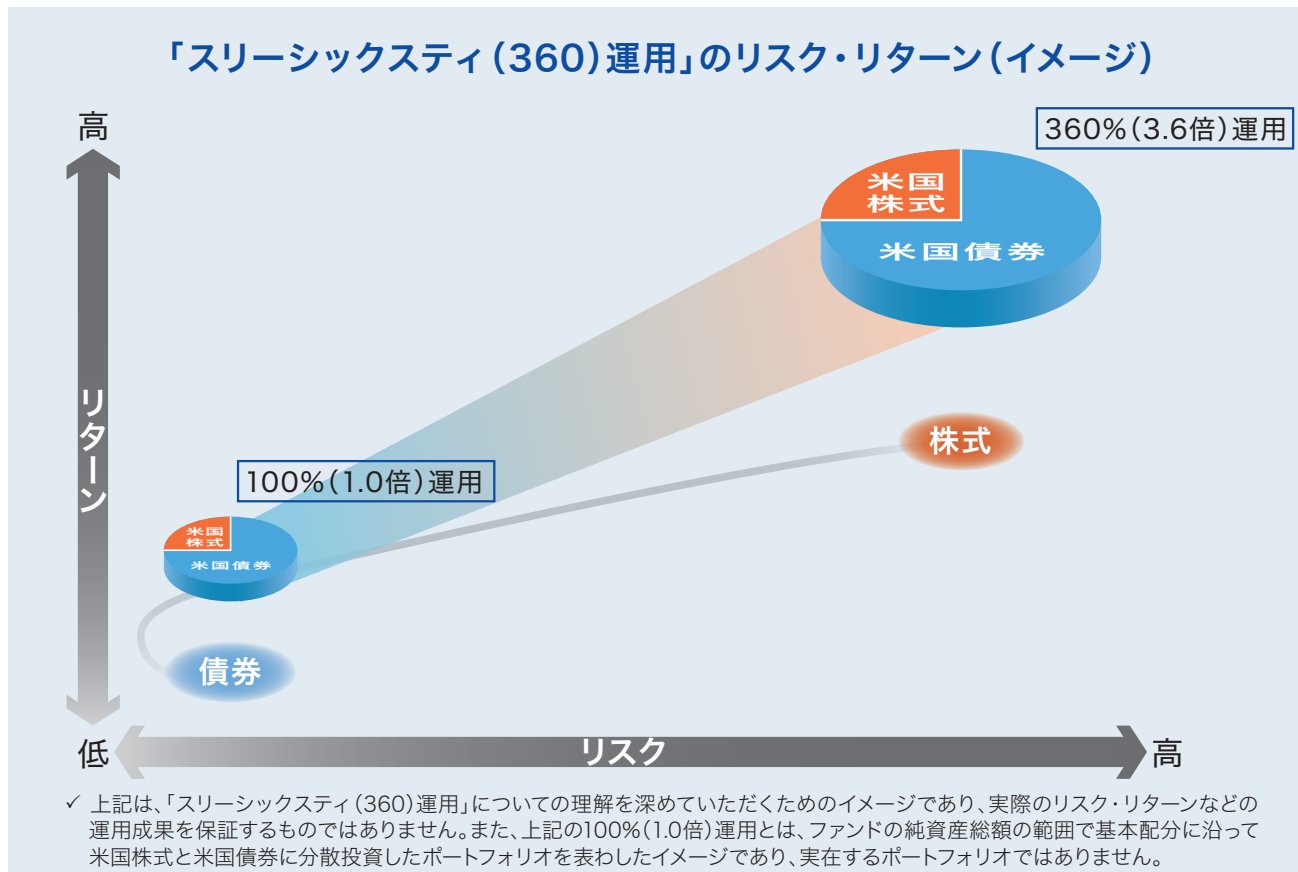 「スリーシックスティ(360)運用」のリスク・リターン(イメージ)
高
360%(3.6倍)運用
米国
株式
米国債券
リターン
株式
100%(1.0倍)運用
米国
株式
米国債券
債券
低
リスク
高
✓ 上記は、「スリーシックスティ(360)運用」についての理解を深めていただくためのイメージであり、実際のリスク・リターンなどの
運用成果を保証するものではありません。また、上記の100%(1.0倍)運用とは、ファンドの純資産総額の範囲で基本配分に沿って
米国株式と米国債券に分散投資したポートフォリオを表わしたイメージであり、実在するポートフォリオではありません。